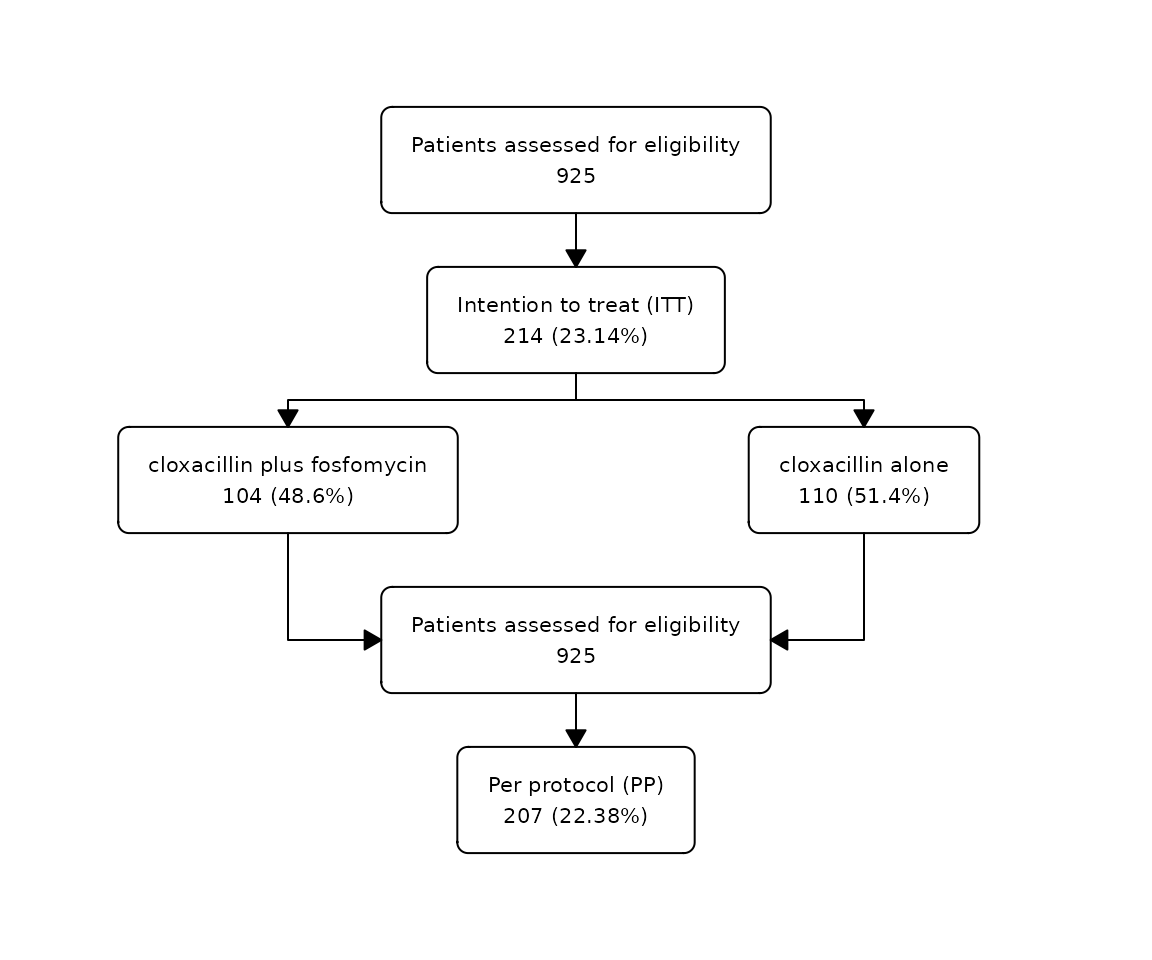 Patients assessed for eligibility
925
Intention to treat (ITT)
214 (23.14%)
cloxacillin plus fosfomycin
104 (48.6%)
cloxacillin alone
110 (51.4%)
Patients assessed for eligibility
925
Per protocol (PP)
207 (22.38%)